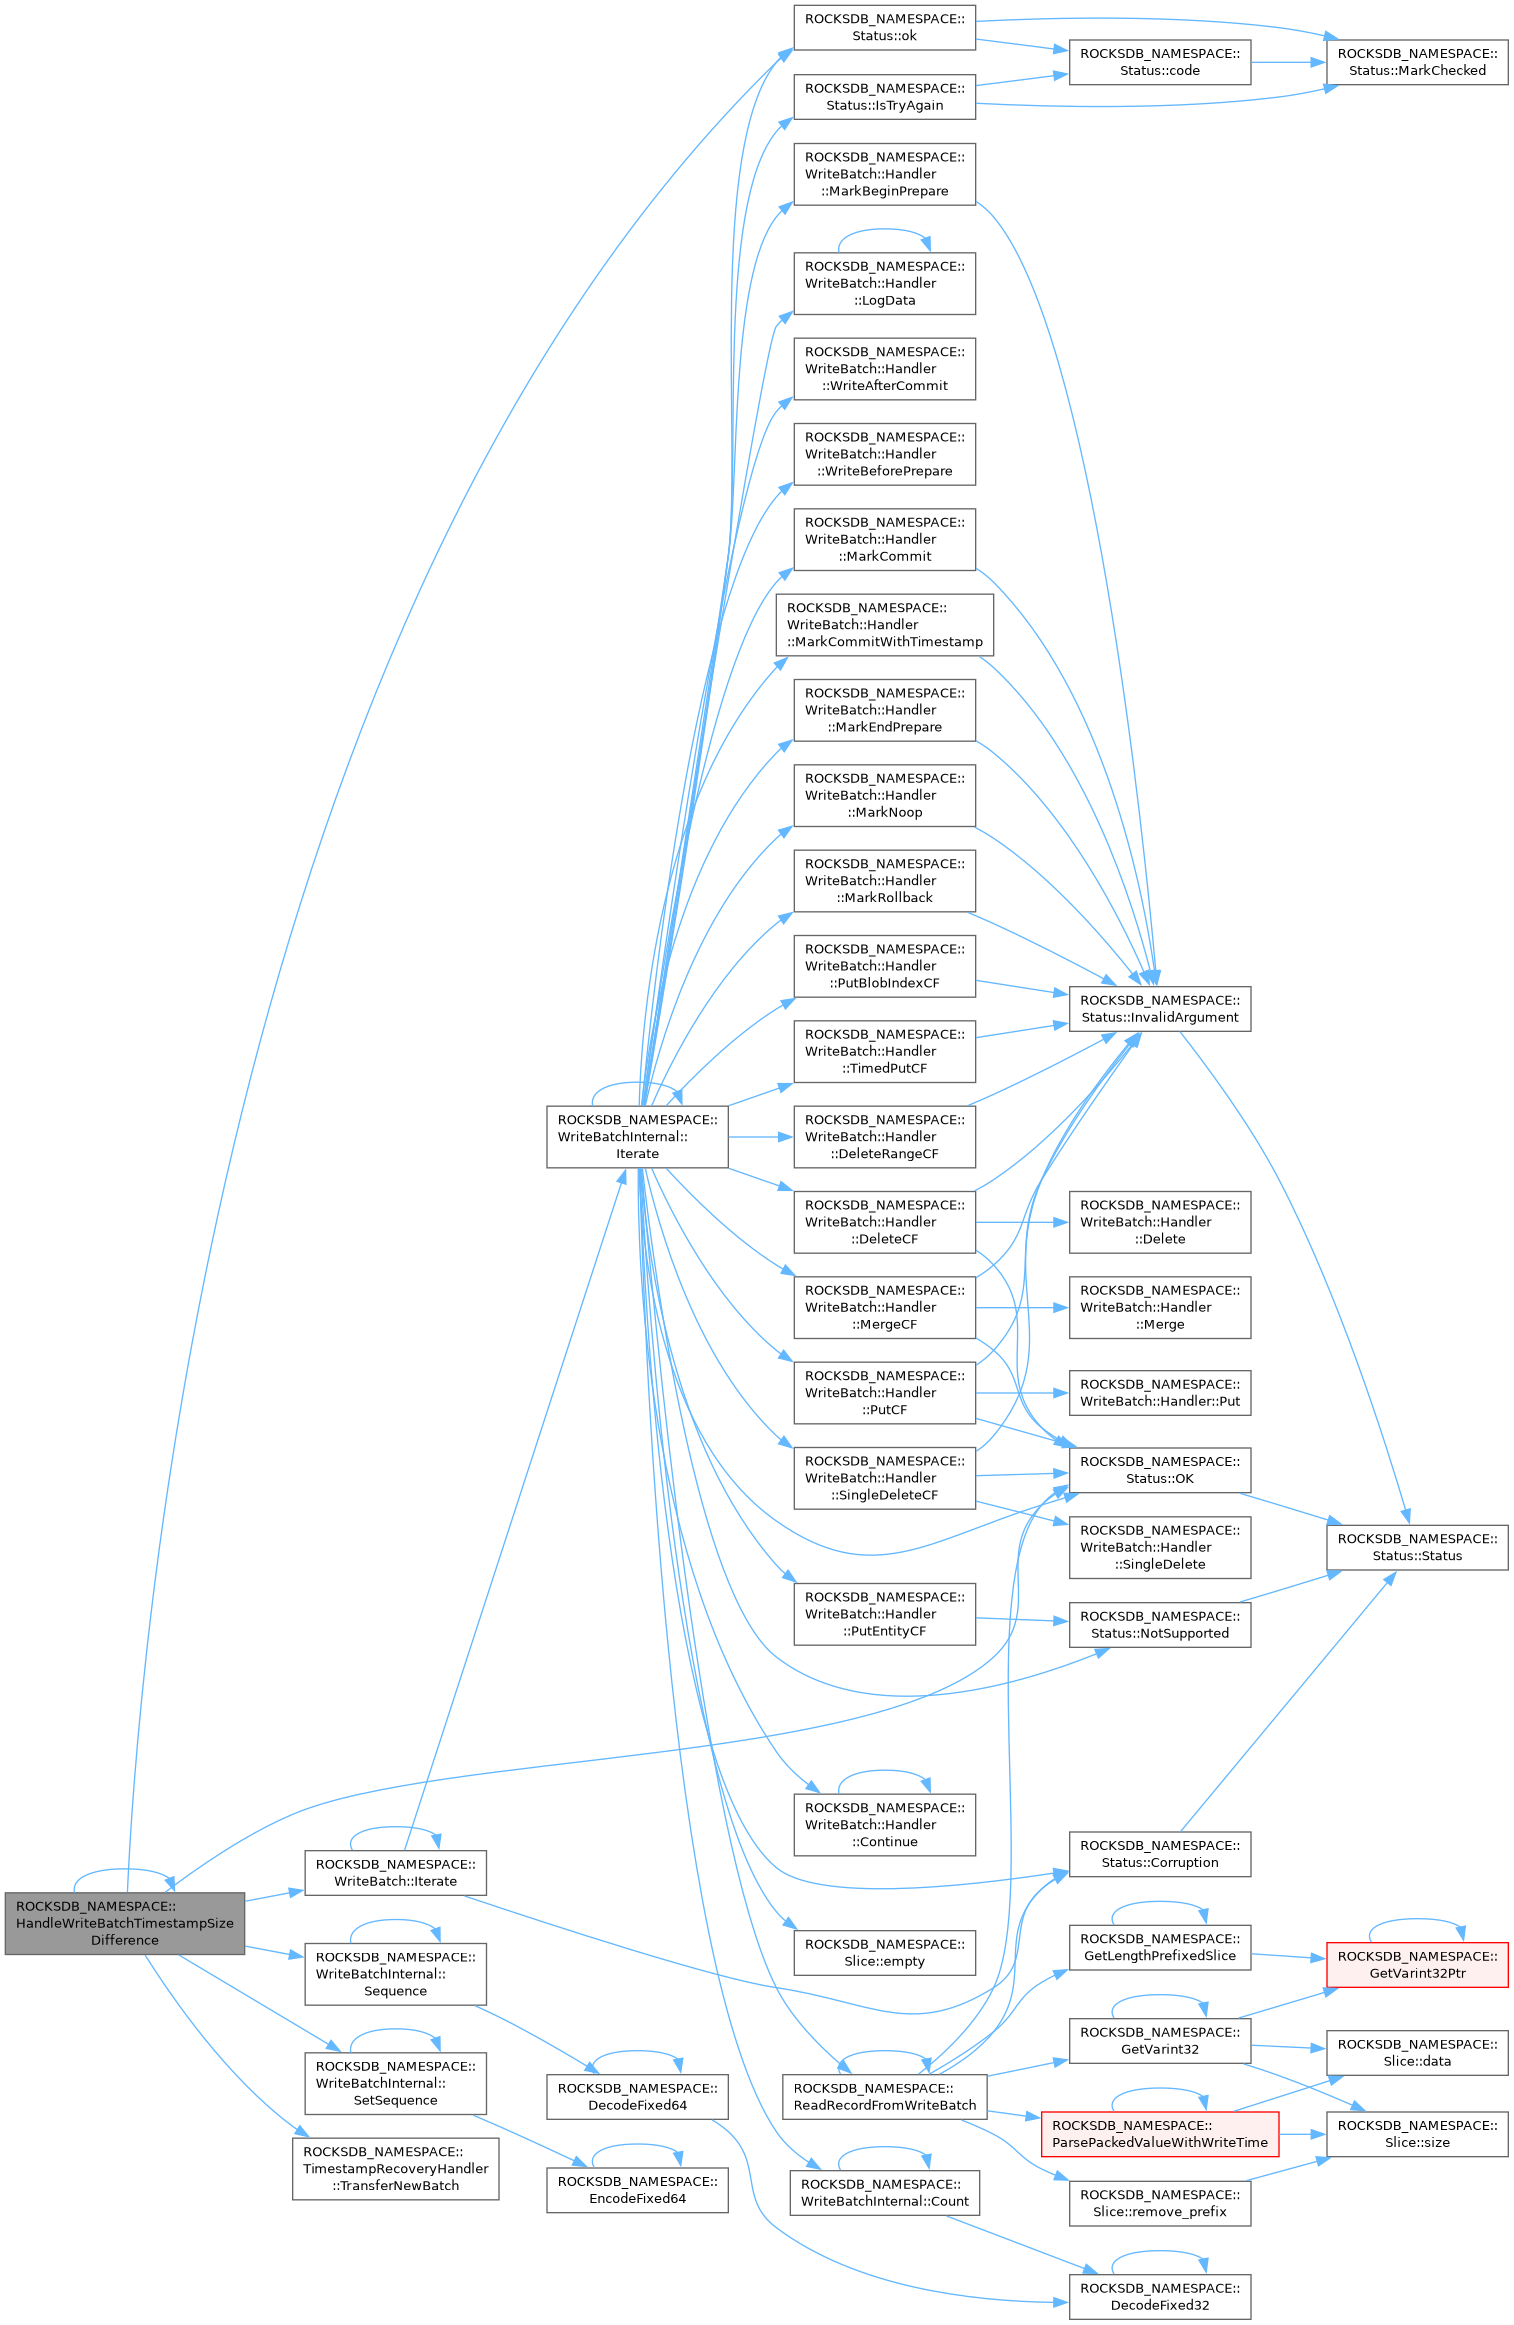 ROCKSDB_NAMESPACE::
HandleWriteBatchTimestampSize
Difference
ROCKSDB_NAMESPACE::
WriteBatch::Iterate
ROCKSDB_NAMESPACE::
WriteBatchInternal::
Sequence
ROCKSDB_NAMESPACE::
WriteBatchInternal::
SetSequence
ROCKSDB_NAMESPACE::
TimestampRecoveryHandler
::TransferNewBatch
ROCKSDB_NAMESPACE::
WriteBatchInternal::
Iterate
ROCKSDB_NAMESPACE::
DecodeFixed64
ROCKSDB_NAMESPACE::
EncodeFixed64
ROCKSDB_NAMESPACE::
Status::ok
ROCKSDB_NAMESPACE::
Status::IsTryAgain
ROCKSDB_NAMESPACE::
WriteBatch::Handler
::MarkBeginPrepare
ROCKSDB_NAMESPACE::
WriteBatch::Handler
::LogData
ROCKSDB_NAMESPACE::
WriteBatch::Handler
::WriteAfterCommit
ROCKSDB_NAMESPACE::
WriteBatch::Handler
::WriteBeforePrepare
ROCKSDB_NAMESPACE::
WriteBatch::Handler
::MarkCommit
ROCKSDB_NAMESPACE::
WriteBatch::Handler
::MarkCommitWithTimestamp
ROCKSDB_NAMESPACE::
WriteBatch::Handler
::MarkEndPrepare
ROCKSDB_NAMESPACE::
WriteBatch::Handler
::MarkNoop
ROCKSDB_NAMESPACE::
WriteBatch::Handler
::MarkRollback
ROCKSDB_NAMESPACE::
WriteBatch::Handler
::PutBlobIndexCF
ROCKSDB_NAMESPACE::
WriteBatch::Handler
::TimedPutCF
ROCKSDB_NAMESPACE::
WriteBatch::Handler
::DeleteRangeCF
ROCKSDB_NAMESPACE::
WriteBatch::Handler
::DeleteCF
ROCKSDB_NAMESPACE::
WriteBatch::Handler
::MergeCF
ROCKSDB_NAMESPACE::
WriteBatch::Handler
::PutCF
ROCKSDB_NAMESPACE::
WriteBatch::Handler
::SingleDeleteCF
ROCKSDB_NAMESPACE::
WriteBatch::Handler
::PutEntityCF
ROCKSDB_NAMESPACE::
WriteBatch::Handler
::Continue
ROCKSDB_NAMESPACE::
Slice::empty
ROCKSDB_NAMESPACE::
ReadRecordFromWriteBatch
ROCKSDB_NAMESPACE::
WriteBatchInternal::Count
ROCKSDB_NAMESPACE::
Status::code
ROCKSDB_NAMESPACE::
Status::InvalidArgument
ROCKSDB_NAMESPACE::
WriteBatch::Handler
::Delete
ROCKSDB_NAMESPACE::
WriteBatch::Handler
::Merge
ROCKSDB_NAMESPACE::
WriteBatch::Handler::Put
ROCKSDB_NAMESPACE::
Status::OK
ROCKSDB_NAMESPACE::
WriteBatch::Handler
::SingleDelete
ROCKSDB_NAMESPACE::
Status::NotSupported
ROCKSDB_NAMESPACE::
Status::Corruption
ROCKSDB_NAMESPACE::
GetLengthPrefixedSlice
ROCKSDB_NAMESPACE::
GetVarint32
ROCKSDB_NAMESPACE::
ParsePackedValueWithWriteTime
ROCKSDB_NAMESPACE::
Slice::remove_prefix
ROCKSDB_NAMESPACE::
DecodeFixed32
ROCKSDB_NAMESPACE::
Status::MarkChecked
ROCKSDB_NAMESPACE::
Status::Status
ROCKSDB_NAMESPACE::
GetVarint32Ptr
ROCKSDB_NAMESPACE::
Slice::data
ROCKSDB_NAMESPACE::
Slice::size